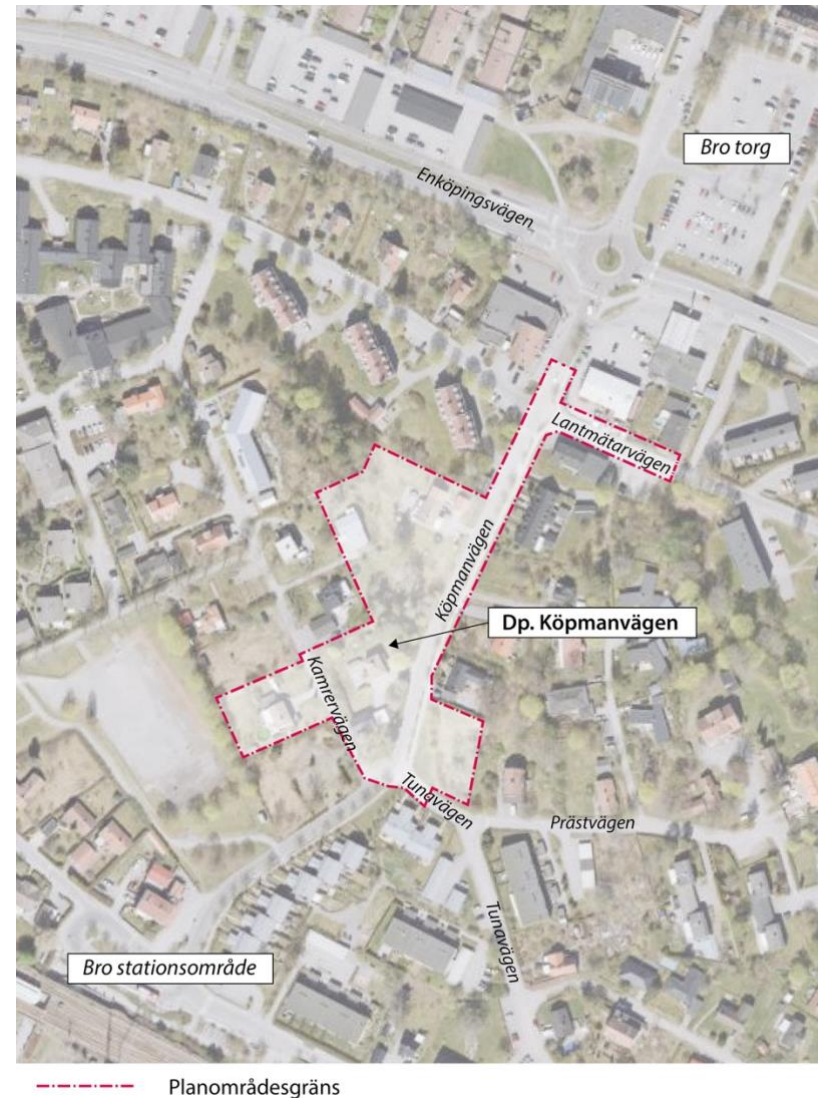 Bro torg
Enköpingsvägen
Lantmätarvägen
Köpmanvägen
Dp. Köpmanvägen
Kamrervägen
Tunavägen
Prästvägen
Tunavägen
Bro stationsområde
Planområdesgräns